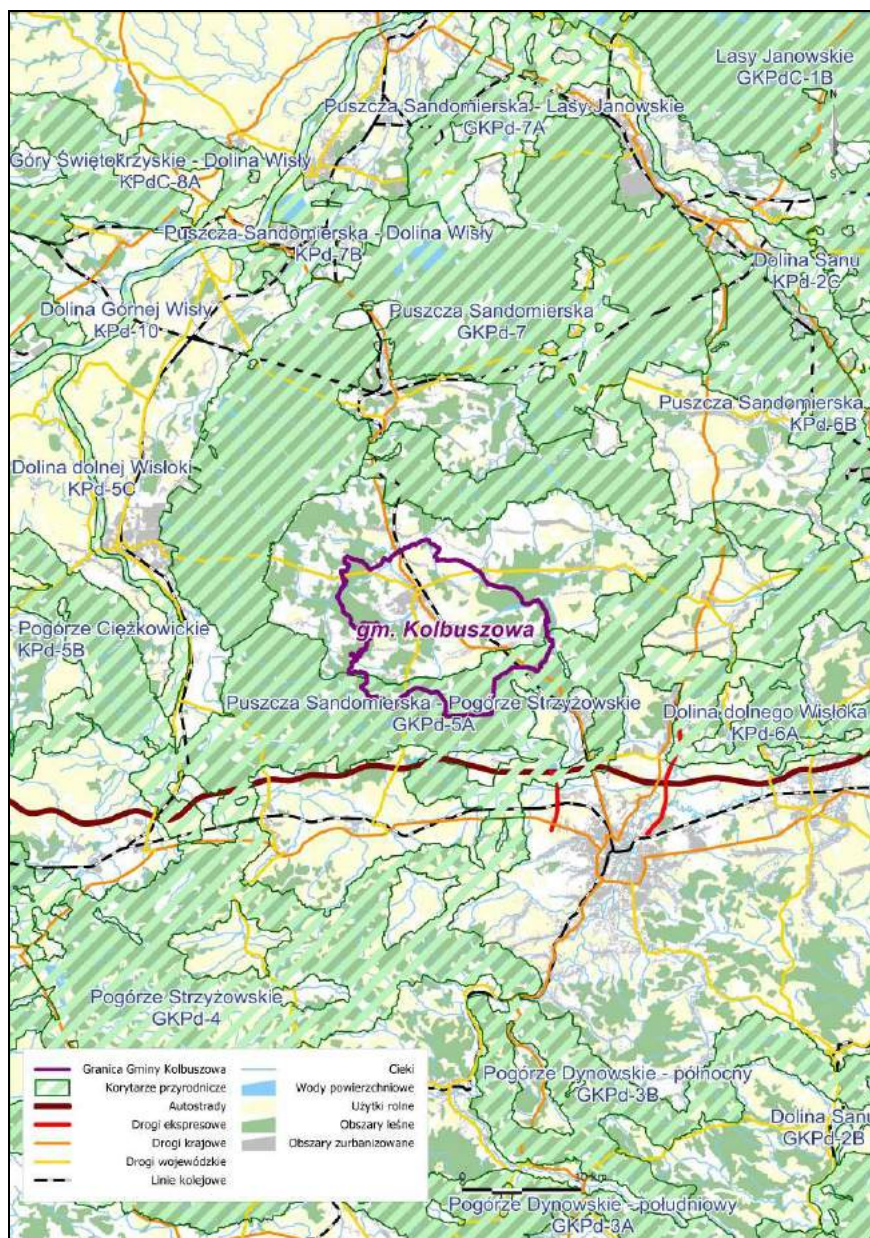 Lasy Janowskie
GKPdC-1B
N
S
Puszcza Sandomierska - Lasy Janowskie
GKPd-7A
Góry Świętokrzyskie - Dolina Wisły
KPdC-8A
Puszcza Sandomierska - Dolina Wisły
KPd-7B
Dolina Sanu
KPd-2C
Dolina Górnej Wisły
KPd-10
Puszcza Sandomierska
GKPd-7
Puszcza Sandomierska
KPd-6B
Dolina dolnej Wisłoki
KPd-5C
gm. Kolbuszowa
Pogórze Ciężkowickie
KPd-5B
Puszcza Sandomierska - Pogórze Strzyżowskie
GKPd-5A
Dolina dolnego Wisłoka
KPd-6A
Pogórze Strzyżowskie
GKPd-4
Pogórze Dynowskie - północny
GKPd-3B
Dolina Sanu
GKPd-2B
Pogórze Dynowskie - południowy
GKPd-3A
0 10 km
Granica Gminy Kolbuszowa
Korytarze przyrodnicze
Autostrady
Drogi ekspresowe
Drogi krajowe
Drogi wojewódzkie
Linie kolejowe
Cieki
Wody powierzchniowe
Użytki rolne
Obszary leśne
Obszary zurbanizowane